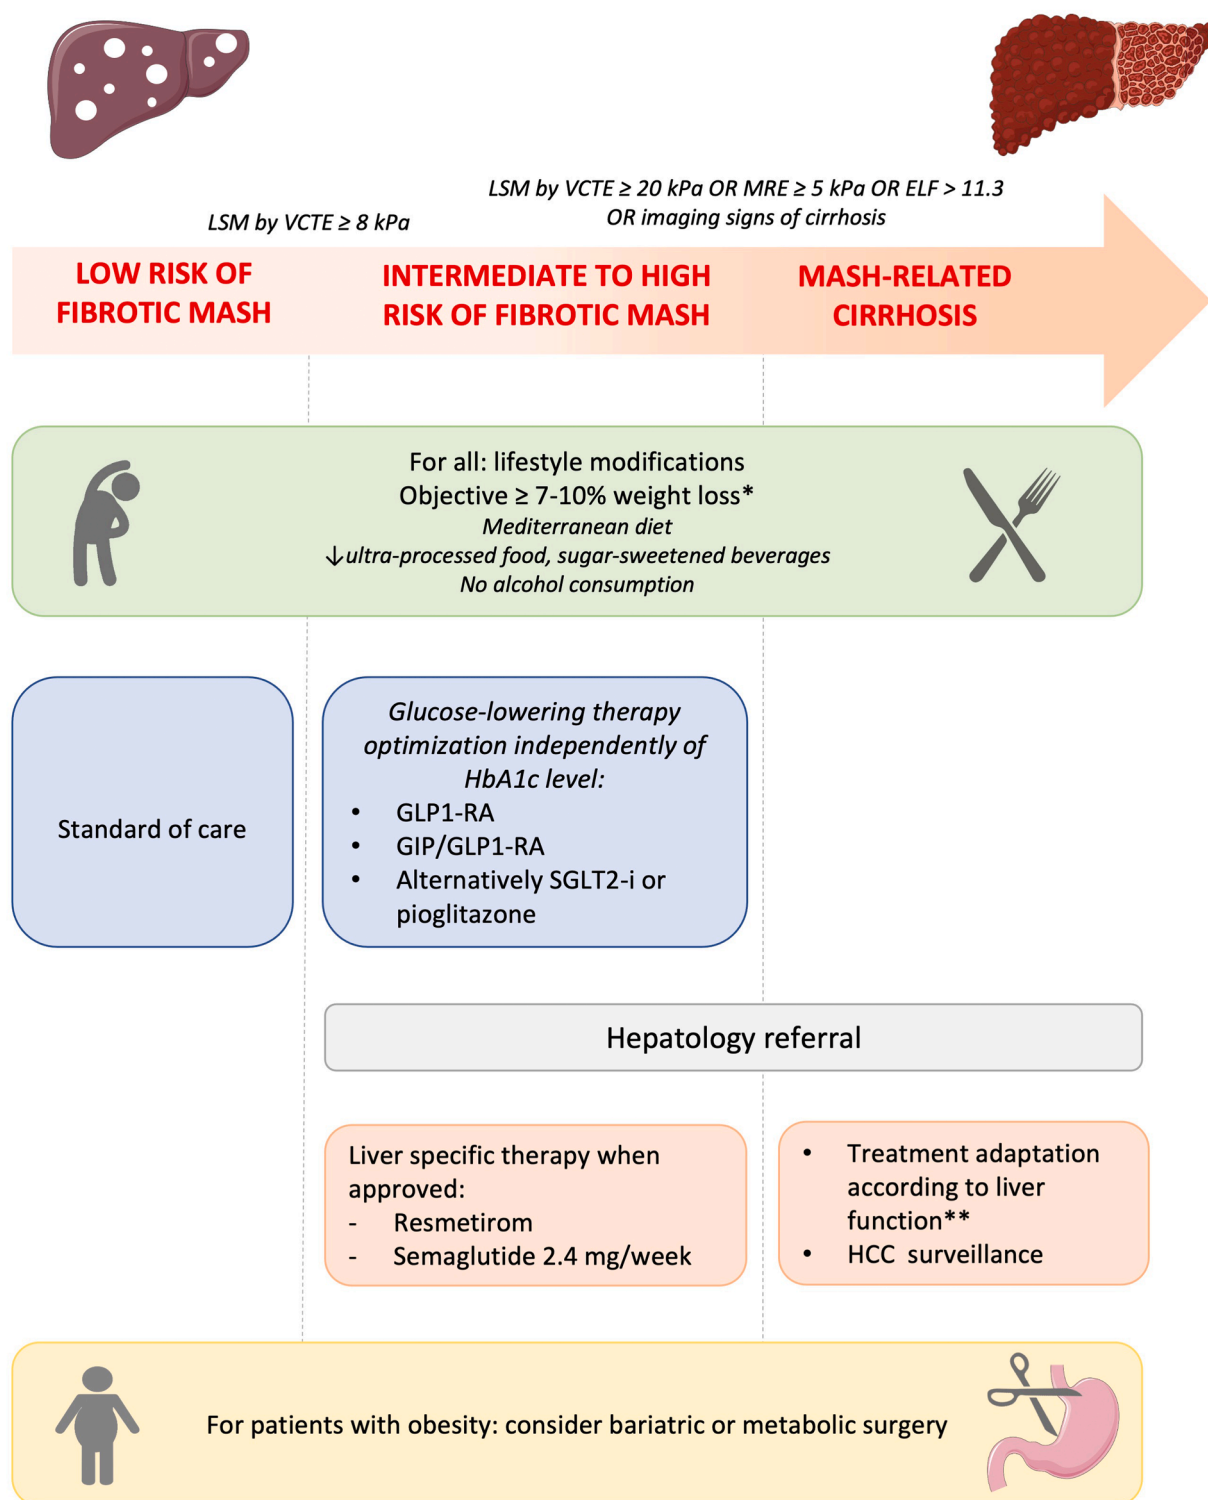 LSM by VCTE ≥ 20 kPa OR MRE ≥ 5 kPa OR ELF > 11.3
OR imaging signs of cirrhosis
LSM by VCTE ≥ 8 kPa
LOW RISK OF
FIBROTIC MASH
INTERMEDIATE TO HIGH
RISK OF FIBROTIC MASH
MASH-RELATED
CIRRHOSIS
For all: lifestyle modifications
Objective ≥ 7-10% weight loss*
Mediterranean diet
↓ultra-processed food, sugar-sweetened beverages
No alcohol consumption
Standard of care
Glucose-lowering therapy
optimization independently of
HbA1c level:
• GLP1-RA
• GIP/GLP1-RA
• Alternatively SGLT2-i or
pioglitazone
Hepatology referral
Liver specific therapy when
approved:
- Resmetirom
- Semaglutide 2.4 mg/week
• Treatment adaptation
according to liver
function**
• HCC surveillance
For patients with obesity: consider bariatric or metabolic surgery